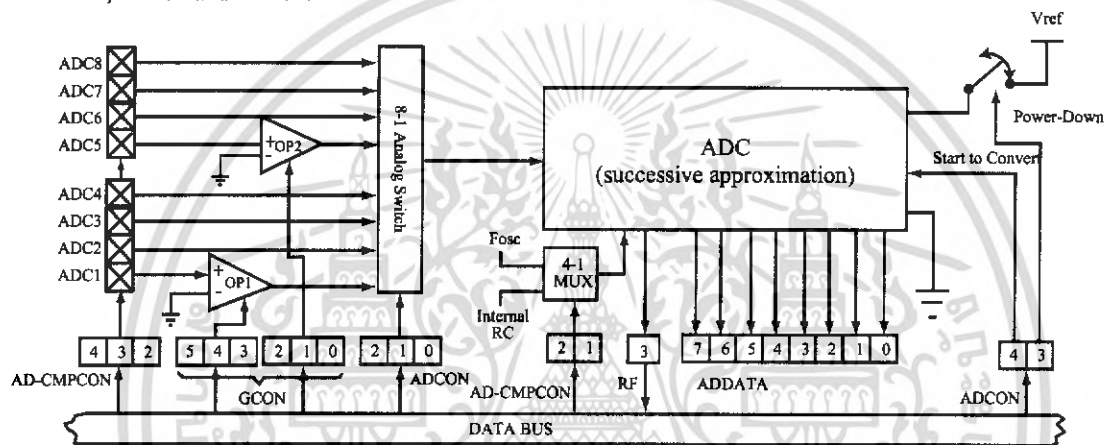 Vref
ADC8
ADC7
ADC6
ADC5
ADC4
ADC3
ADC2
ADC1
+
-
OP2
+
-
OP1
8-1 Analog Switch
ADC
(successive approximation)
Power-Down
Start to Convert
Fosc
Internal
RC
4-1
MUX
4 3 2
5 4 3
2 1 0
2 1 0
2 1
3
7 6 5 4 3 2 1 0
4 3
AD-CMPCON
GCON
ADCON
AD-CMPCON
RF
ADDATA
ADCON
DATA BUS